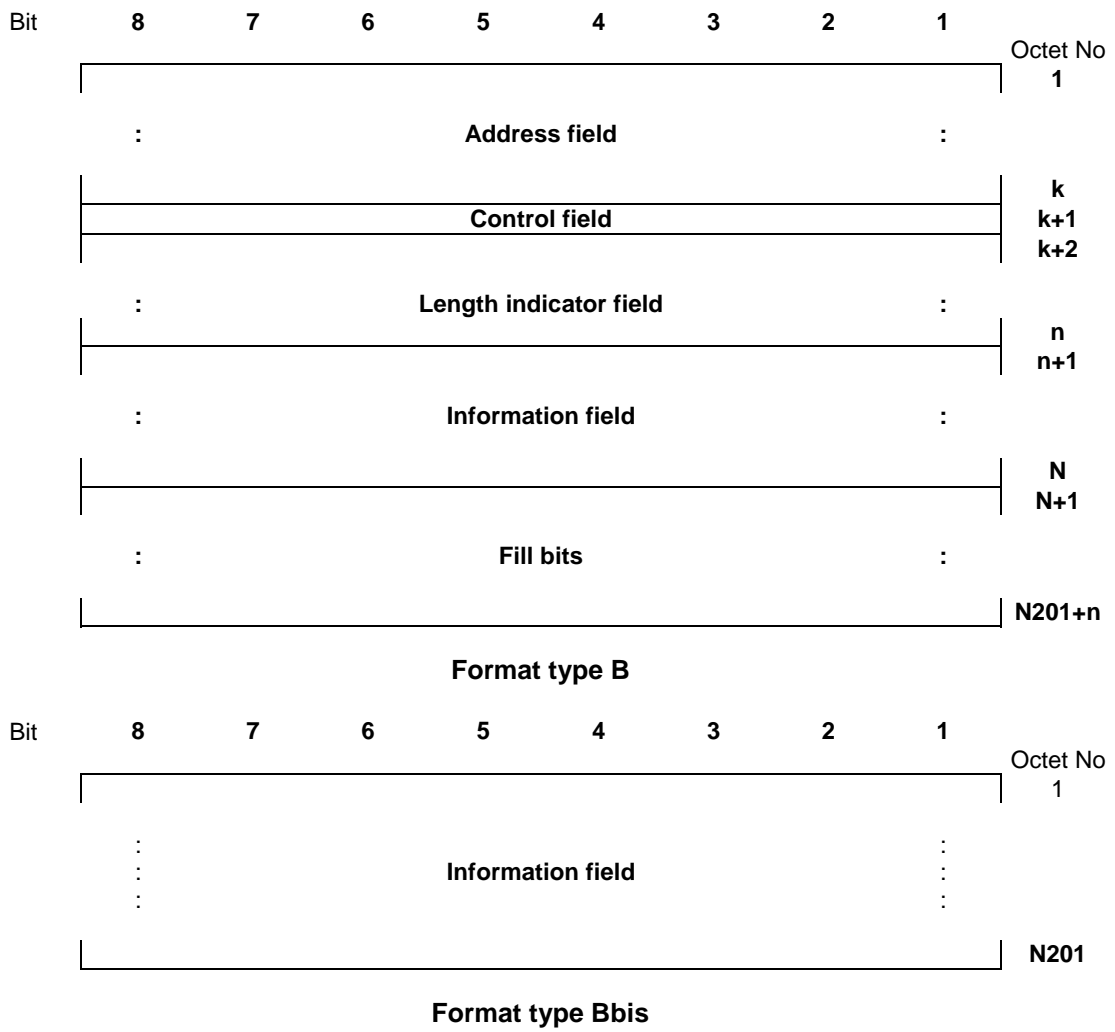 Bit 8 7 6 5 4 3 2 1
Octet No
1
: Address field :
k
Control field k+1
k+2
: Length indicator field :
n
n+1
: Information field :
N
N+1
: Fill bits :
N201+n
Format type B
Bit 8 7 6 5 4 3 2 1
Octet No
1
: :
: Information field :
: :
N201
Format type Bbis